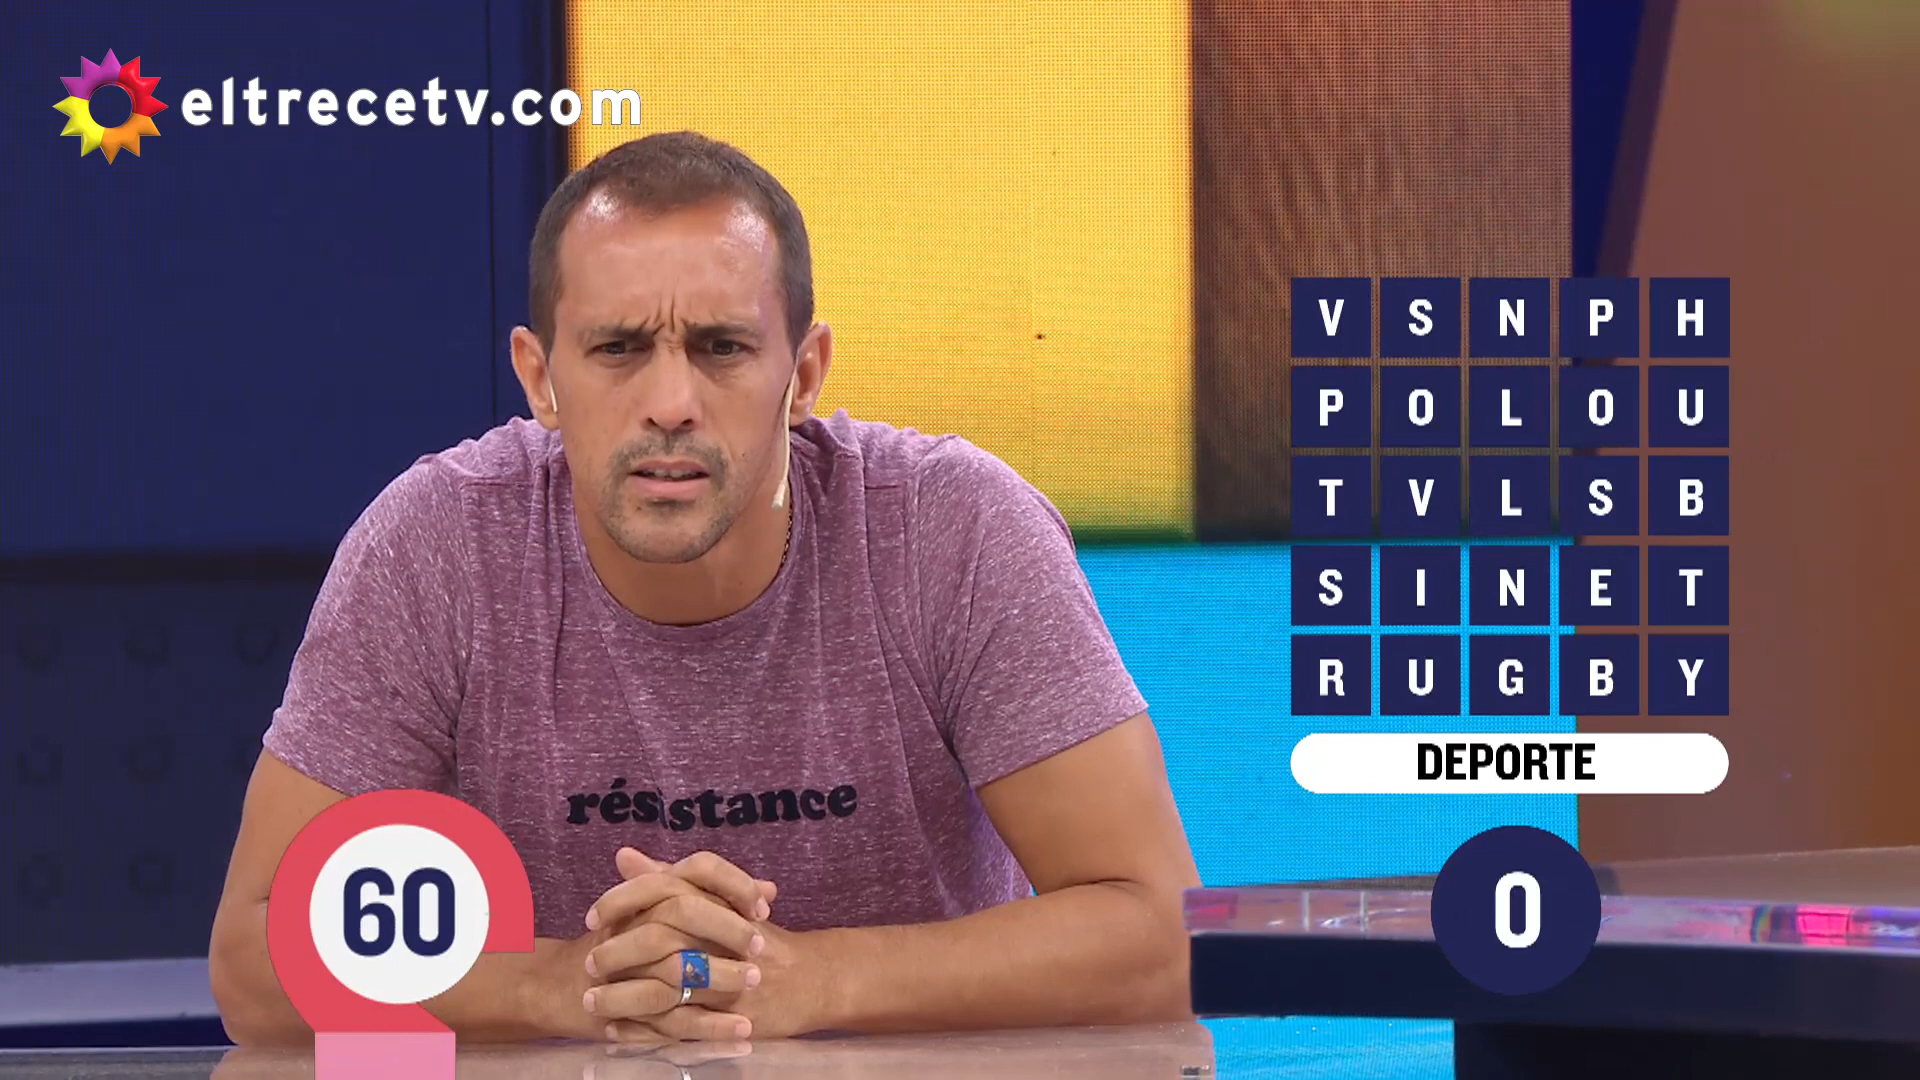 eltrecetv.com
V S N P H
P O L O U
T V L S B
S I N E T
R U G B Y
DEPORTE
résistance
60
0